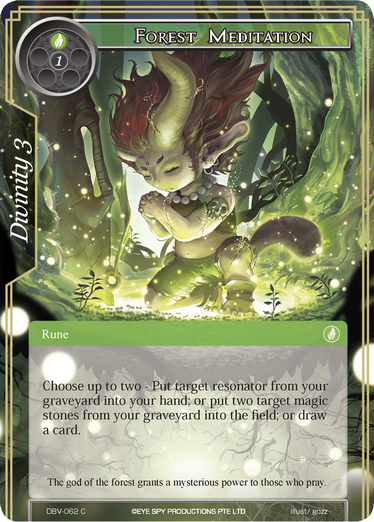 Forest Meditation
1
Divinity 3
Rune
Choose up to two - Put target resonator from your
graveyard into your hand; or put two target magic
stones from your graveyard into the field; or draw
a card.
The god of the forest grants a mysterious power to those who pray.
DBV-062 C
©EYE SPY PRODUCTIONS PTE LTD
Illust/ gozz